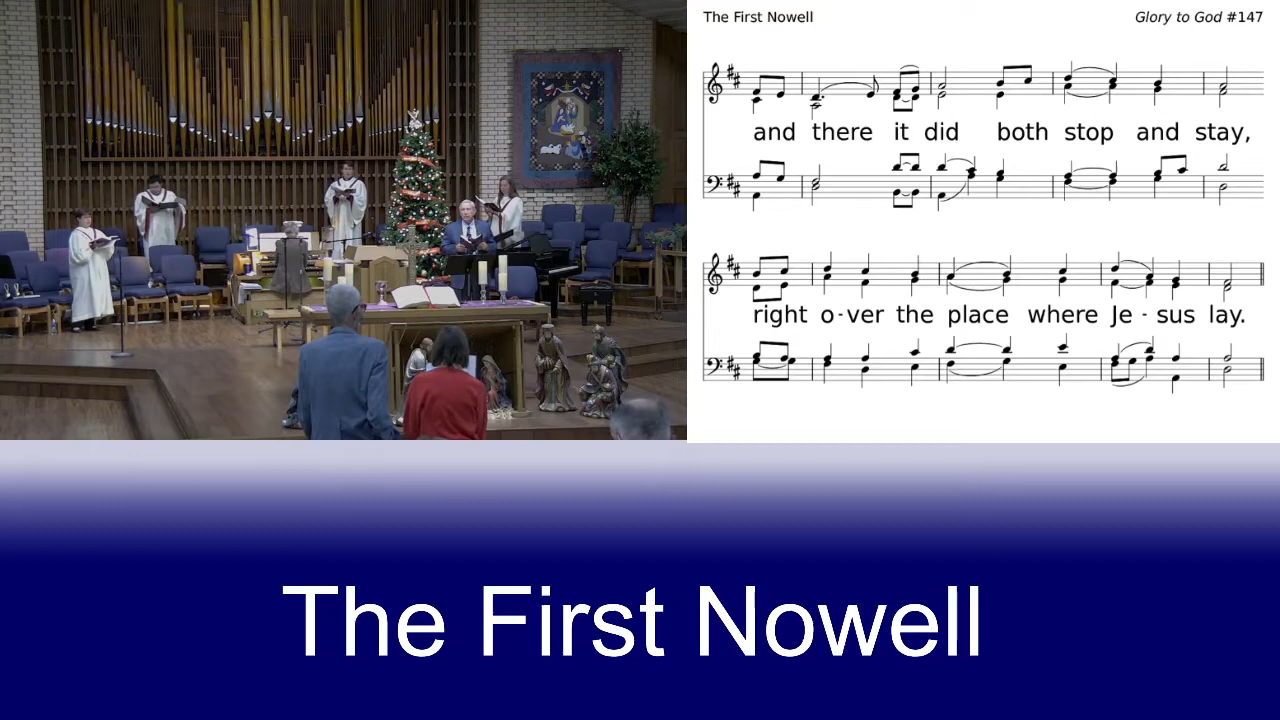 The First Nowell
Glory to God #147
and there it did both stop and stay,
right o-ver the place where Je-sus lay.
The First Nowell